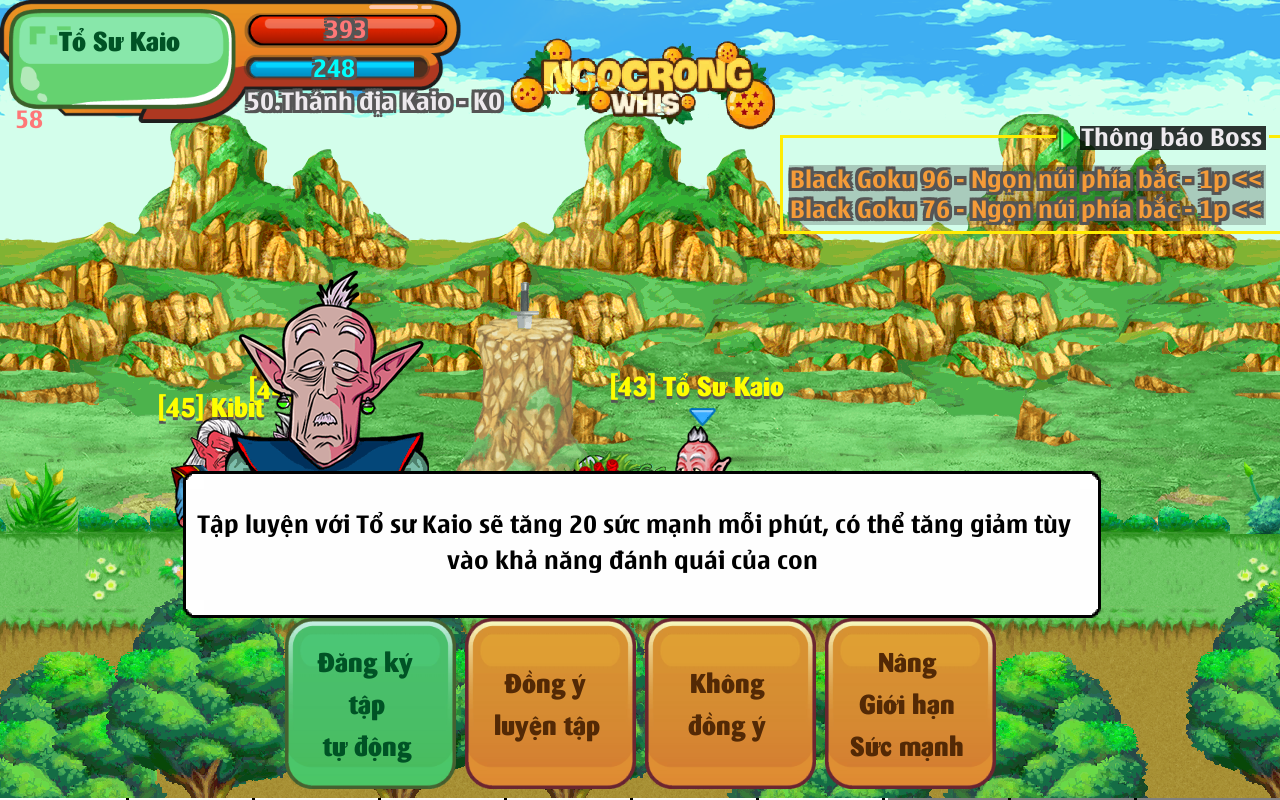 Tổ Sư Kaio
393
248
50.Thánh địa Kaio - K0
58
NGOCRONG
WHIS
Thông báo Boss
Black Goku 96 - Ngọn núi phía bắc - 1p <<
Black Goku 76 - Ngọn núi phía bắc - 1p <<
[4
[45] Kibit
[43] Tổ Sư Kaio
Tập luyện với Tổ sư Kaio sẽ tăng 20 sức mạnh mỗi phút, có thể tăng giảm tùy
vào khả năng đánh quái của con
Đăng ký
tập
tự động
Đồng ý
luyện tập
Không
đồng ý
Nâng
Giới hạn
Sức mạnh